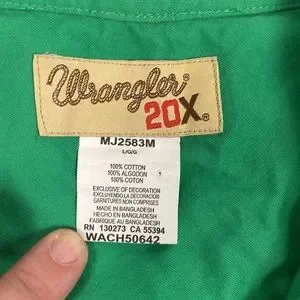 Wrangler®
20X®
MJ2583M
L/G/G
100% COTTON
100% ALGODON
100% COTON
EXCLUSIVE OF DECORATION
EXCLUYENDO LA DECORACIÓN
GARNITURES NON COMPRISES
MADE IN BANGLADESH
HECHO EN BANGLADESH
FABRIQUE AU BANGLADESH
RN 130273 CA 55394
WACH50642